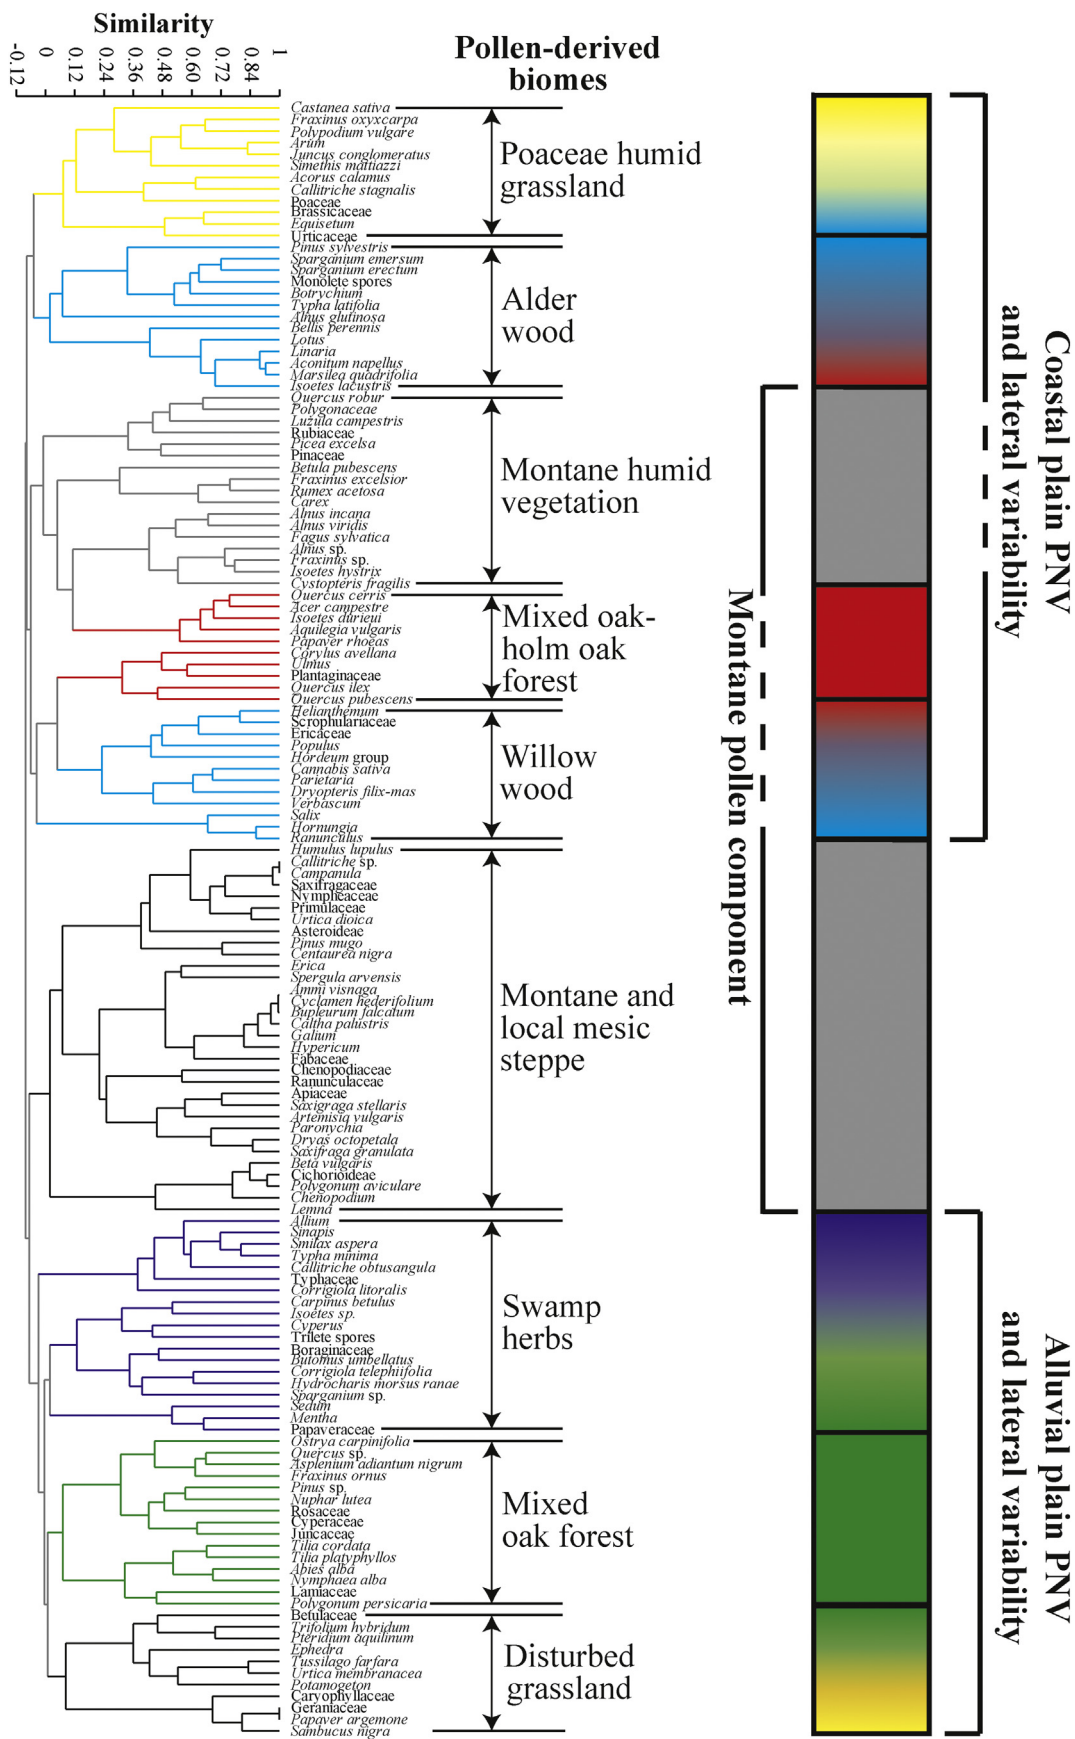 Similarity
-0.12
0
0.12
0.24
0.36
0.48
0.60
0.72
0.84
1
Pollen-derived
biomes
Castanea sativa
Fraxinus oxyxcarpa
Polypodium vulgare
Arum
Juncus conglomeratus
Simethis mattiazzi
Acorus calamus
Callitriche stagnalis
Poaceae
Brassicaceae
Equisetum
Urticaceae
Poaceae humid
grassland
Pinus sylvestris
Sparganium emersum
Sparganium erectum
Monolete spores
Botrychium
Typha latifolia
Alnus glutinosa
Bellis perennis
Lotus
Linaria
Aconitum napellus
Marsilea quadrifolia
Isoetes lacustris
Alder
wood
Quercus robur
Polygonaceae
Luzula campestris
Rubiaceae
Picea excelsa
Pinaceae
Betula pubescens
Fraxinus excelsior
Rumex acetosa
Carex
Alnus incana
Alnus viridis
Fagus sylvatica
Alnus sp.
Fraxinus sp.
Isoetes hystrix
Cystopteris fragilis
Montane humid
vegetation
Quercus cerris
Acer campestre
Isoetes durieui
Aquilegia vulgaris
Papaver rhoeas
Corylus avellana
Ulmus
Plantaginaceae
Quercus ilex
Quercus pubescens
Mixed oak-
holm oak
forest
Helianthemum
Scrophulariaceae
Ericaceae
Populus
Hordeum group
Cannabis sativa
Parietaria
Dryopteris filix-mas
Verbascum
Salix
Hornungia
Ranunculus
Willow
wood
Humulus lupulus
Callitriche sp.
Campanula
Saxifragaceae
Nympheaceae
Primulaceae
Urtica dioica
Asteroideae
Pinus mugo
Centaurea nigra
Erica
Spergula arvensis
Ammi visnaga
Cyclamen hederifolium
Bupleurum falcatum
Caltha palustris
Galium
Hypericum
Fabaceae
Chenopodiaceae
Ranunculaceae
Apiaceae
Saxigraga stellaris
Artemisia vulgaris
Paronychia
Dryas octopetala
Saxifraga granulata
Beta vulgaris
Cichorioideae
Polygonum aviculare
Chenopodium
Lemna
Montane and
local mesic
steppe
Allium
Sinapis
Smilax aspera
Typha minima
Callitriche obtusangula
Typhaceae
Corrigiola litoralis
Carpinus betulus
Isoetes sp.
Cyperus
Trilete spores
Boraginaceae
Butomus umbellatus
Corrigiola telephiifolia
Hydrocharis morsus ranae
Sparganium sp.
Sedum
Mentha
Papaveraceae
Swamp
herbs
Ostrya carpinifolia
Quercus sp.
Asplenium adiantum nigrum
Fraxinus ornus
Pinus sp.
Nuphar lutea
Rosaceae
Cyperaceae
Juncaceae
Tilia cordata
Tilia platyphyllos
Abies alba
Nymphaea alba
Lamiaceae
Polygonum persicaria
Mixed
oak forest
Betulaceae
Trifolium hybridum
Pteridium aquilinum
Ephedra
Tussilago farfara
Urtica membranacea
Potamogeton
Caryophyllaceae
Geraniaceae
Papaver argemone
Sambucus nigra
Disturbed
grassland
Montane pollen component
Coastal plain PNV
and lateral variability
Alluvial plain PNV
and lateral variability